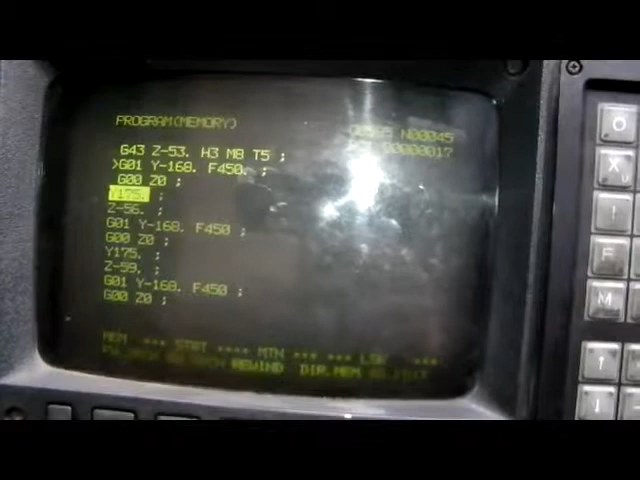 PROGRAM(MEMORY)
N00045
00000017
G43 Z-53. H3 M8 T5 ;
>G01 Y-168. F450. ;
G00 Z0 ;
Y175. ;
Z-56. ;
G01 Y-168. F450 ;
G00 Z0 ;
Y175. ;
Z-59. ;
G01 Y-168. F450 ;
G00 Z0 ;
MEM *** STRT **** MTN *** *** LSK ***
REWIND DIR.MEM
O
X
F
M
↑
↓